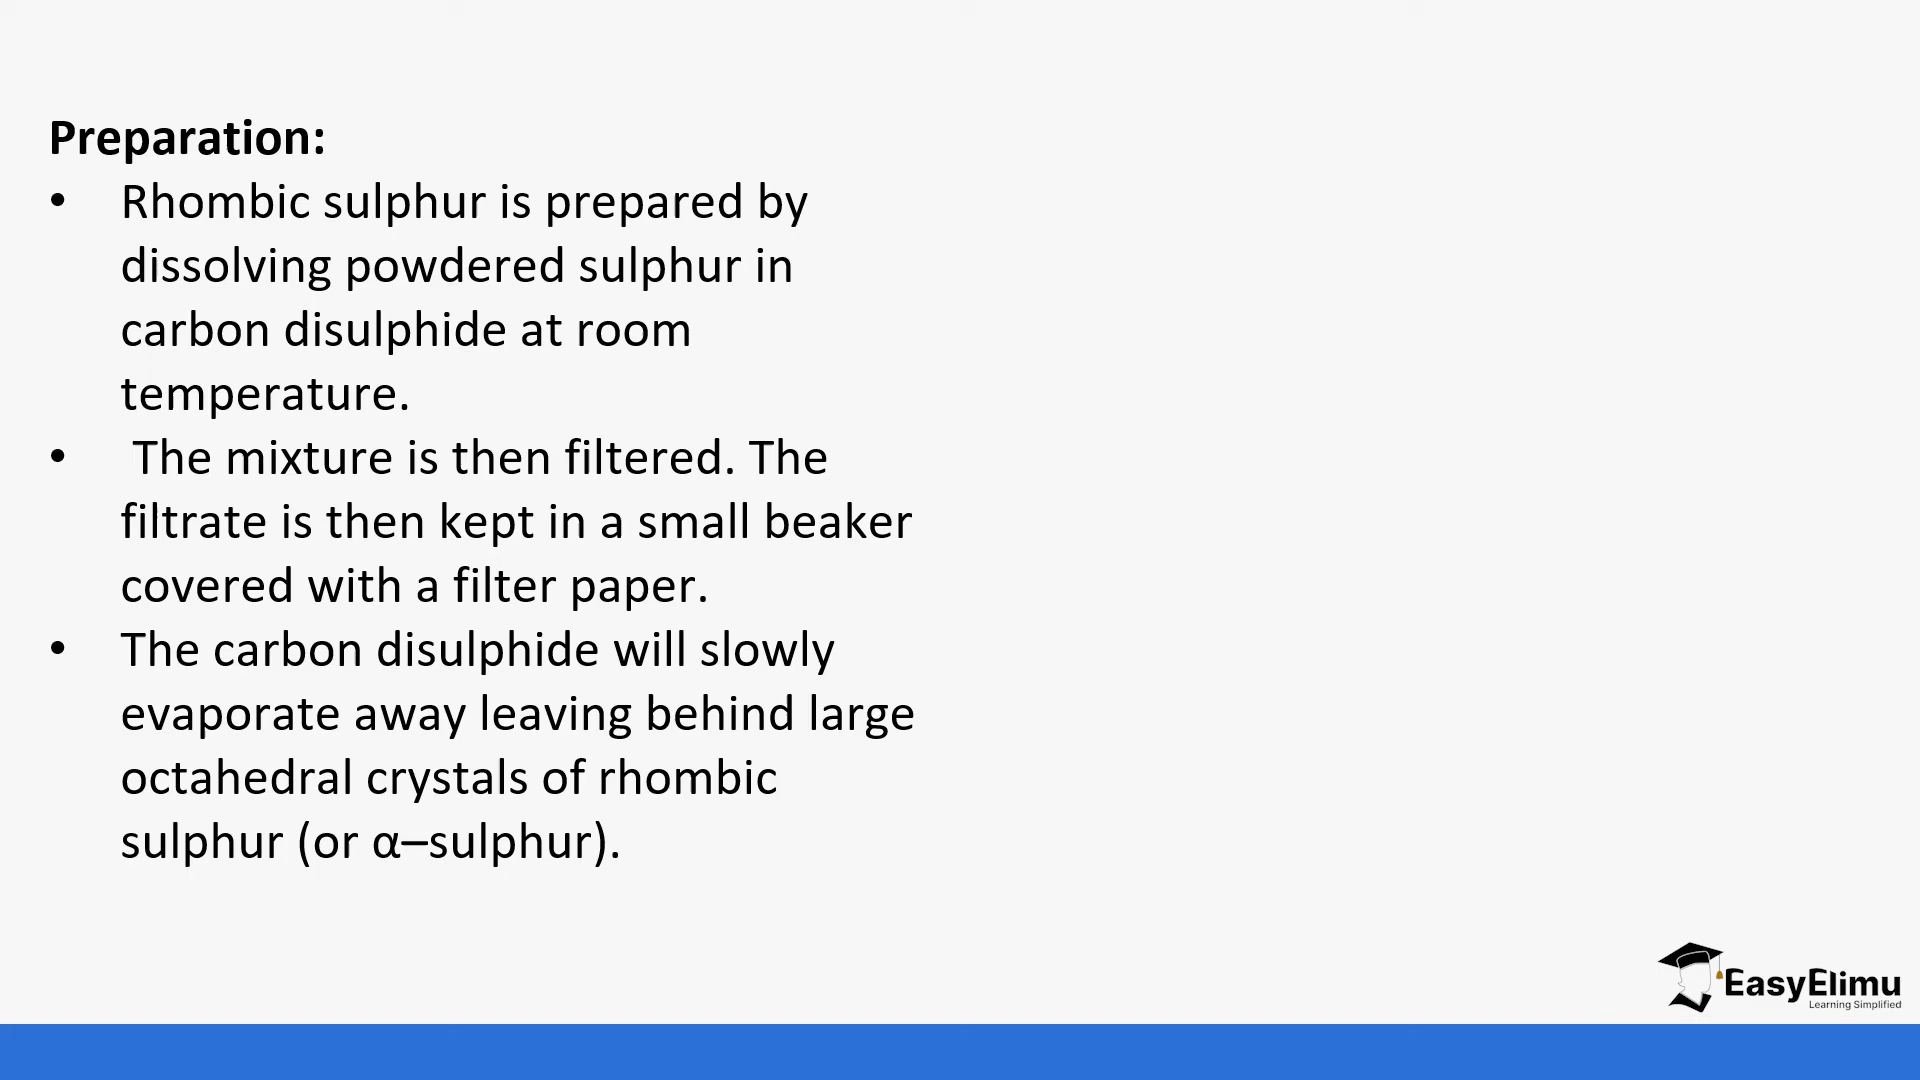 Preparation:
• Rhombic sulphur is prepared by
dissolving powdered sulphur in
carbon disulphide at room
temperature.
• The mixture is then filtered. The
filtrate is then kept in a small beaker
covered with a filter paper.
• The carbon disulphide will slowly
evaporate away leaving behind large
octahedral crystals of rhombic
sulphur (or α–sulphur).
EasyElimu
Learning Simplified